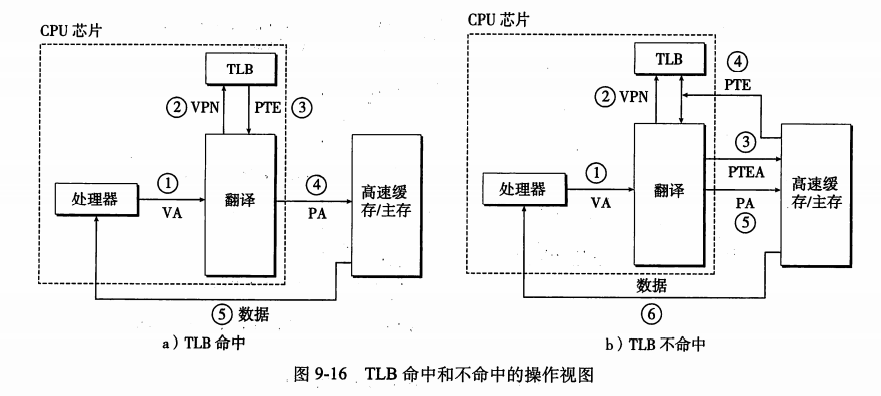 CPU 芯片
TLB
② VPN
PTE ③
处理器
①
VA
翻译
④
PA
高速缓
存/主存
⑤ 数据
a）TLB 命中
CPU 芯片
TLB
② VPN
④
PTE
处理器
①
VA
翻译
③
PTEA
PA
⑤
高速缓
存/主存
数据
⑥
b）TLB 不命中
图 9-16 TLB 命中和不命中的操作视图